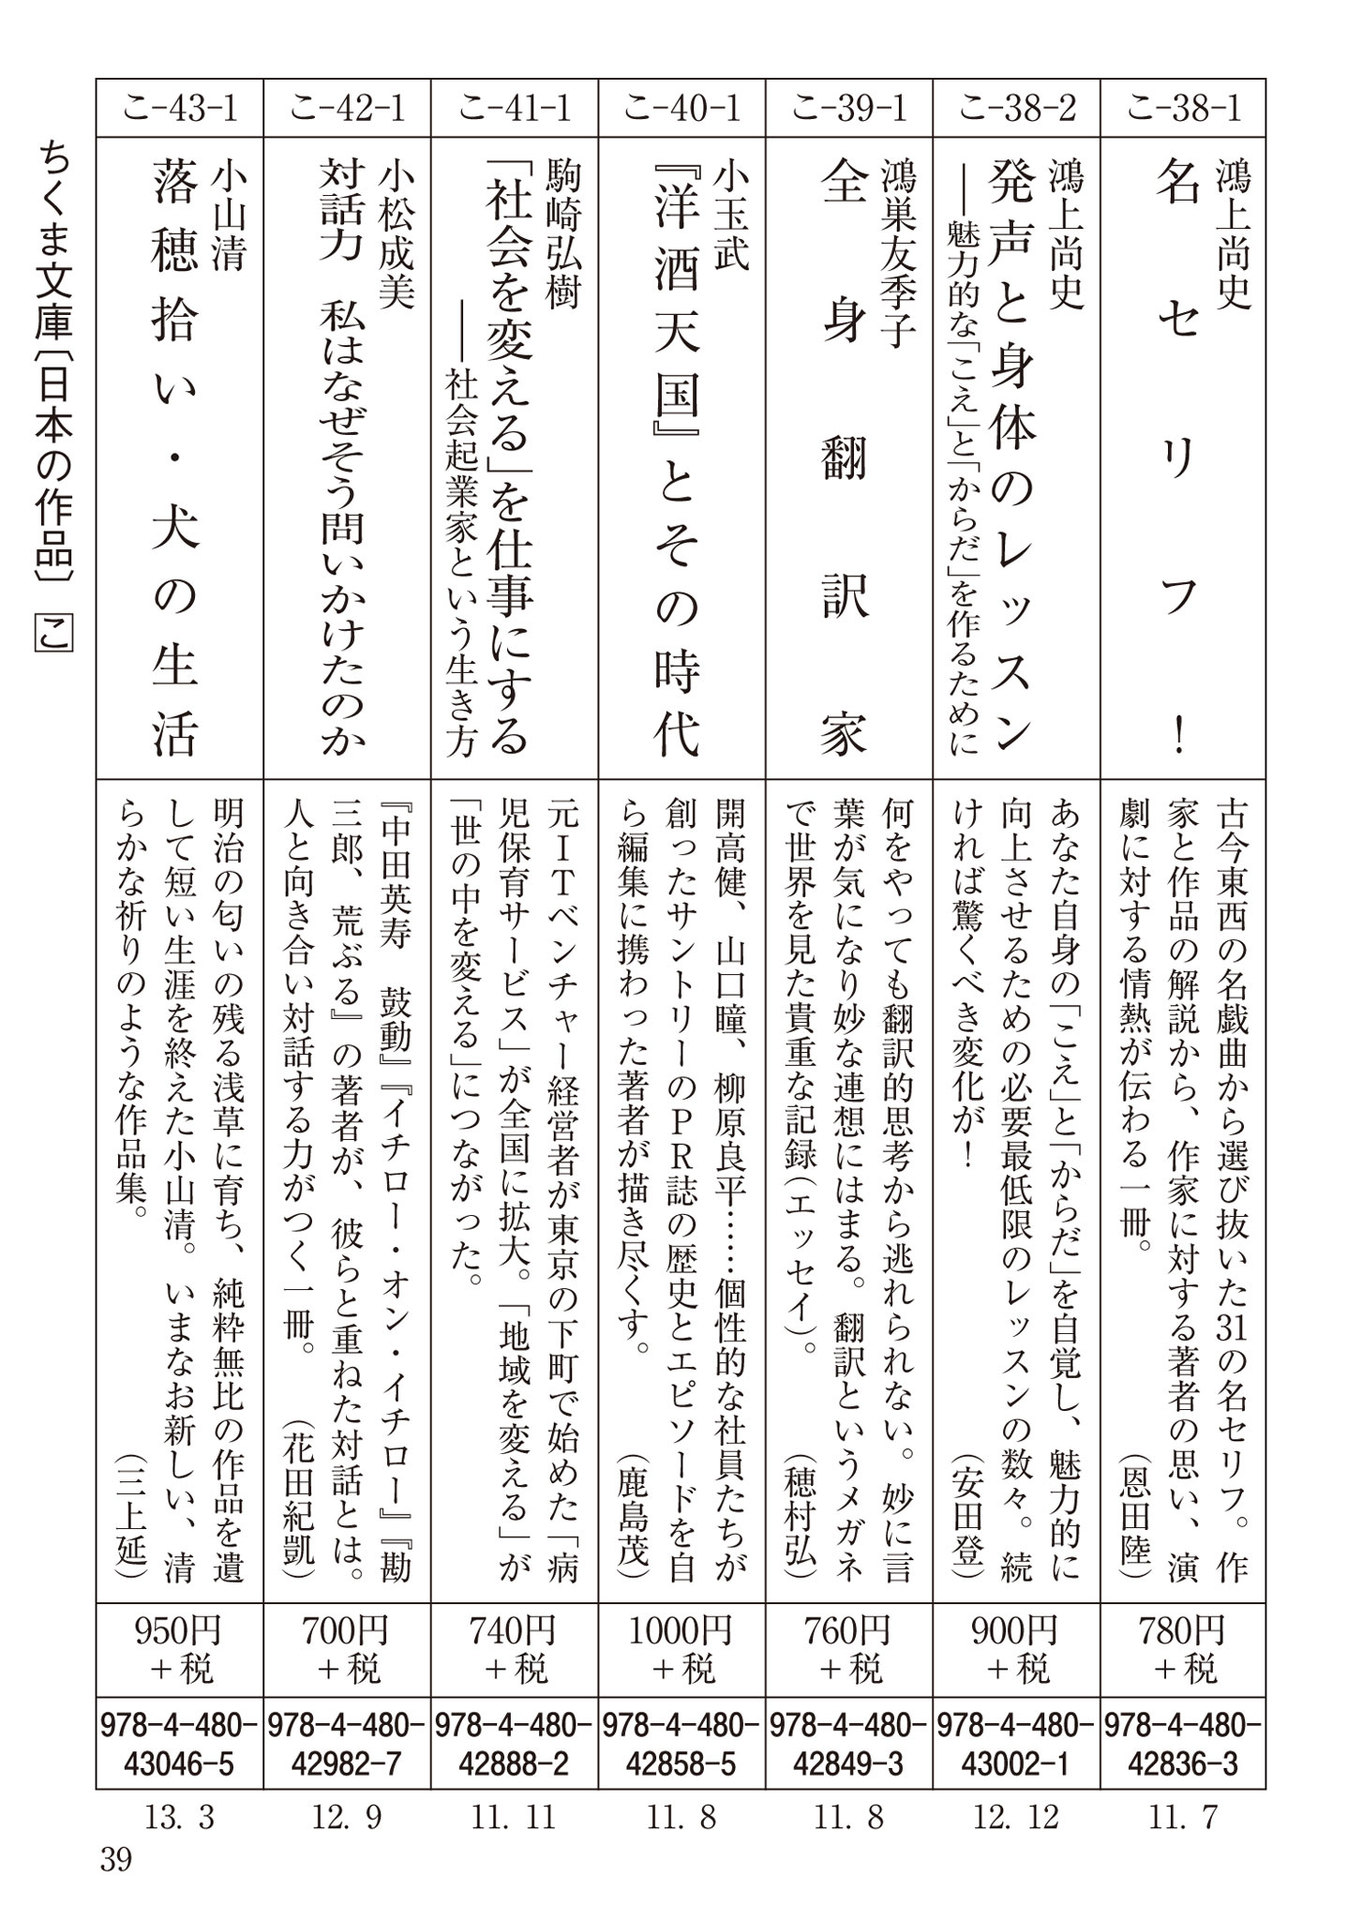 こ-38-1
鴻上尚史
名セリフ！
古今東西の名戯曲から選び抜いた31の名セリフ。作
家と作品の解説から、作家に対する著者の思い、演
劇に対する情熱が伝わる一冊。
（恩田陸）
780円
＋税
978-4-480-
42836-3
11. 7
こ-38-2
鴻上尚史
発声と身体のレッスン
――魅力的な「こえ」と「からだ」を作るために
あなた自身の「こえ」と「からだ」を自覚し、魅力的に
向上させるための必要最低限のレッスンの数々。続
ければ驚くべき変化が！
（安田登）
900円
＋税
978-4-480-
43002-1
12. 12
こ-39-1
鴻巣友季子
全身翻訳家
何をやっても翻訳的思考から逃れられない。妙に言
葉が気になり妙な連想にはまる。翻訳というメガネ
で世界を見た貴重な記録（エッセイ）。
（穂村弘）
760円
＋税
978-4-480-
42849-3
11. 8
こ-40-1
小玉武
『洋酒天国』とその時代
開高健、山口瞳、柳原良平……個性的な社員たちが
創ったサントリーのＰＲ誌の歴史とエピソードを自
ら編集に携わった著者が描き尽くす。
（鹿島茂）
1000円
＋税
978-4-480-
42858-5
11. 8
こ-41-1
駒崎弘樹
「社会を変える」を仕事にする
――社会起業家という生き方
元ＩＴベンチャー経営者が東京の下町で始めた「病
児保育サービス」が全国に拡大。「地域を変える」が
「世の中を変える」につながった。
740円
＋税
978-4-480-
42888-2
11. 11
こ-42-1
小松成美
対話力　私はなぜそう問いかけたのか
『中田英寿　鼓動』『イチロー・オン・イチロー』『勘
三郎、荒ぶる』の著者が、彼らと重ねた対話とは。
人と向き合い対話する力がつく一冊。
（花田紀凱）
700円
＋税
978-4-480-
42982-7
12. 9
こ-43-1
小山清
落穂拾い・犬の生活
明治の匂いの残る浅草に育ち、純粋無比の作品を遺
して短い生涯を終えた小山清。いまなお新しい、清
らかな祈りのような作品集。
（三上延）
950円
＋税
978-4-480-
43046-5
13. 3
ちくま文庫〔日本の作品〕こ
39